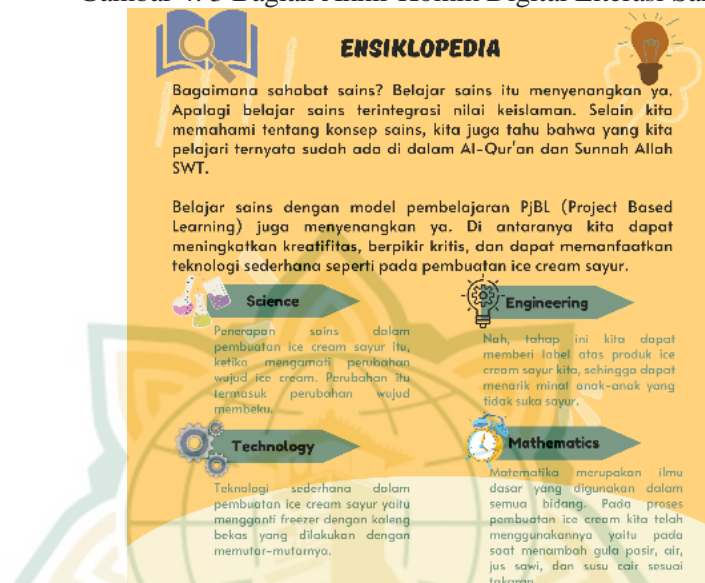 Gambar 4. 5 Bagian Akhir Komik Digital Literasi Sai
ENSIKLOPEDIA
Bagaimana sahabat sains? Belajar sains itu menyenangkan ya.
Apalagi belajar sains terintegrasi nilai keislaman. Selain kita
memahami tentang konsep sains, kita juga tahu bahwa yang kita
pelajari ternyata sudah ada di dalam Al-Qur'an dan Sunnah Allah
SWT.
Belajar sains dengan model pembelajaran PjBL (Project Based
Learning) juga menyenangkan ya. Di antaranya kita dapat
meningkatkan kreatifitas, berpikir kritis, dan dapat memanfaatkan
teknologi sederhana seperti pada pembuatan ice cream sayur.
Science
Penerapan sains dalam
pembuatan ice cream sayur itu,
ketika mengamati perubahan
wujud ice cream. Perubahan itu
termasuk perubahan wujud
membeku.
Engineering
Nah, tahap ini kita dapat
memberi label atas produk ice
cream sayur kita, sehingga dapat
menarik minat anak-anak yang
tidak suka sayur.
Technology
Teknologi sederhana dalam
pembuatan ice cream sayur yaitu
mengganti freezer dengan kaleng
bekas yang dilakukan dengan
memutar-mutarnya.
Mathematics
Matematika merupakan ilmu
dasar yang digunakan dalam
semua bidang. Pada proses
pembuatan ice cream kita telah
menggunakannya yaitu pada
saat menambah gula pasir, air,
jus sawi, dan susu cair sesuai
takaran.